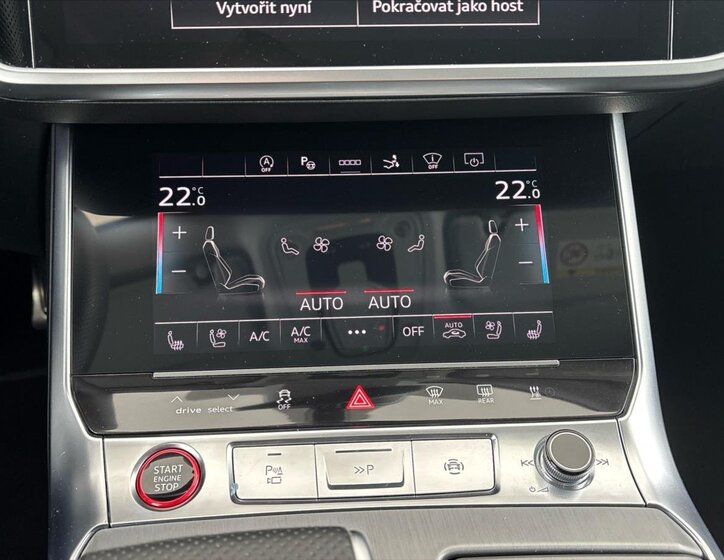 Vytvořit nyní
Pokračovat jako host
A OFF
P
OFF
22.0 °C
22.0 °C
+
+
−
−
AUTO
AUTO
A/C
A/C MAX
•••
OFF
AUTO
drive select
OFF
MAX
REAR
START ENGINE STOP
P
>>P